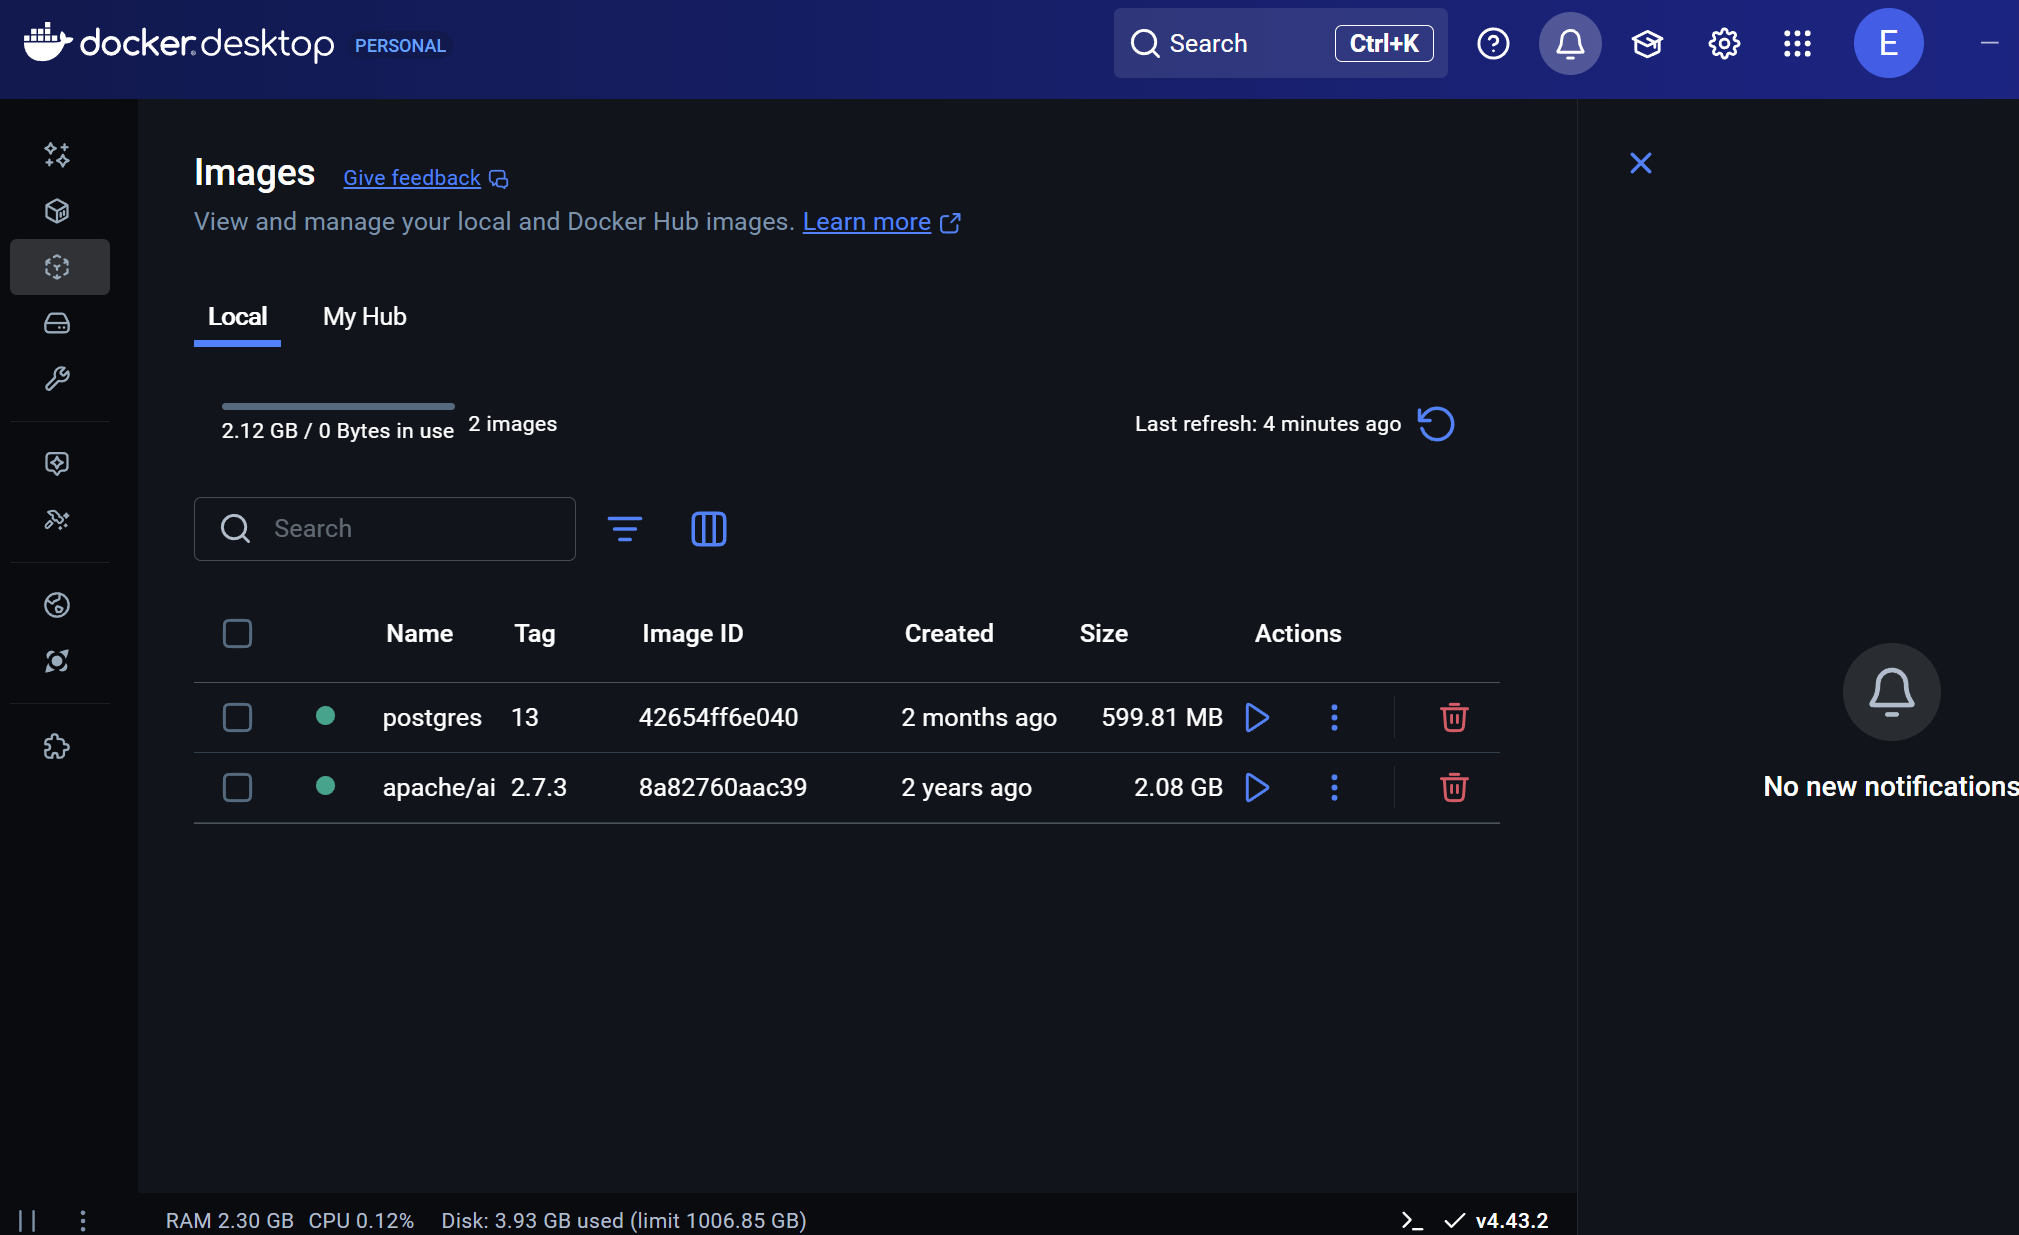 docker desktop PERSONAL Search Ctrl+K E
Images Give feedback
View and manage your local and Docker Hub images. Learn more
Local My Hub
2.12 GB / 0 Bytes in use 2 images Last refresh: 4 minutes ago
Search
Name Tag Image ID Created Size Actions
postgres 13 42654ff6e040 2 months ago 599.81 MB
apache/ai 2.7.3 8a82760aac39 2 years ago 2.08 GB
No new notifications
RAM 2.30 GB CPU 0.12% Disk: 3.93 GB used (limit 1006.85 GB) v4.43.2